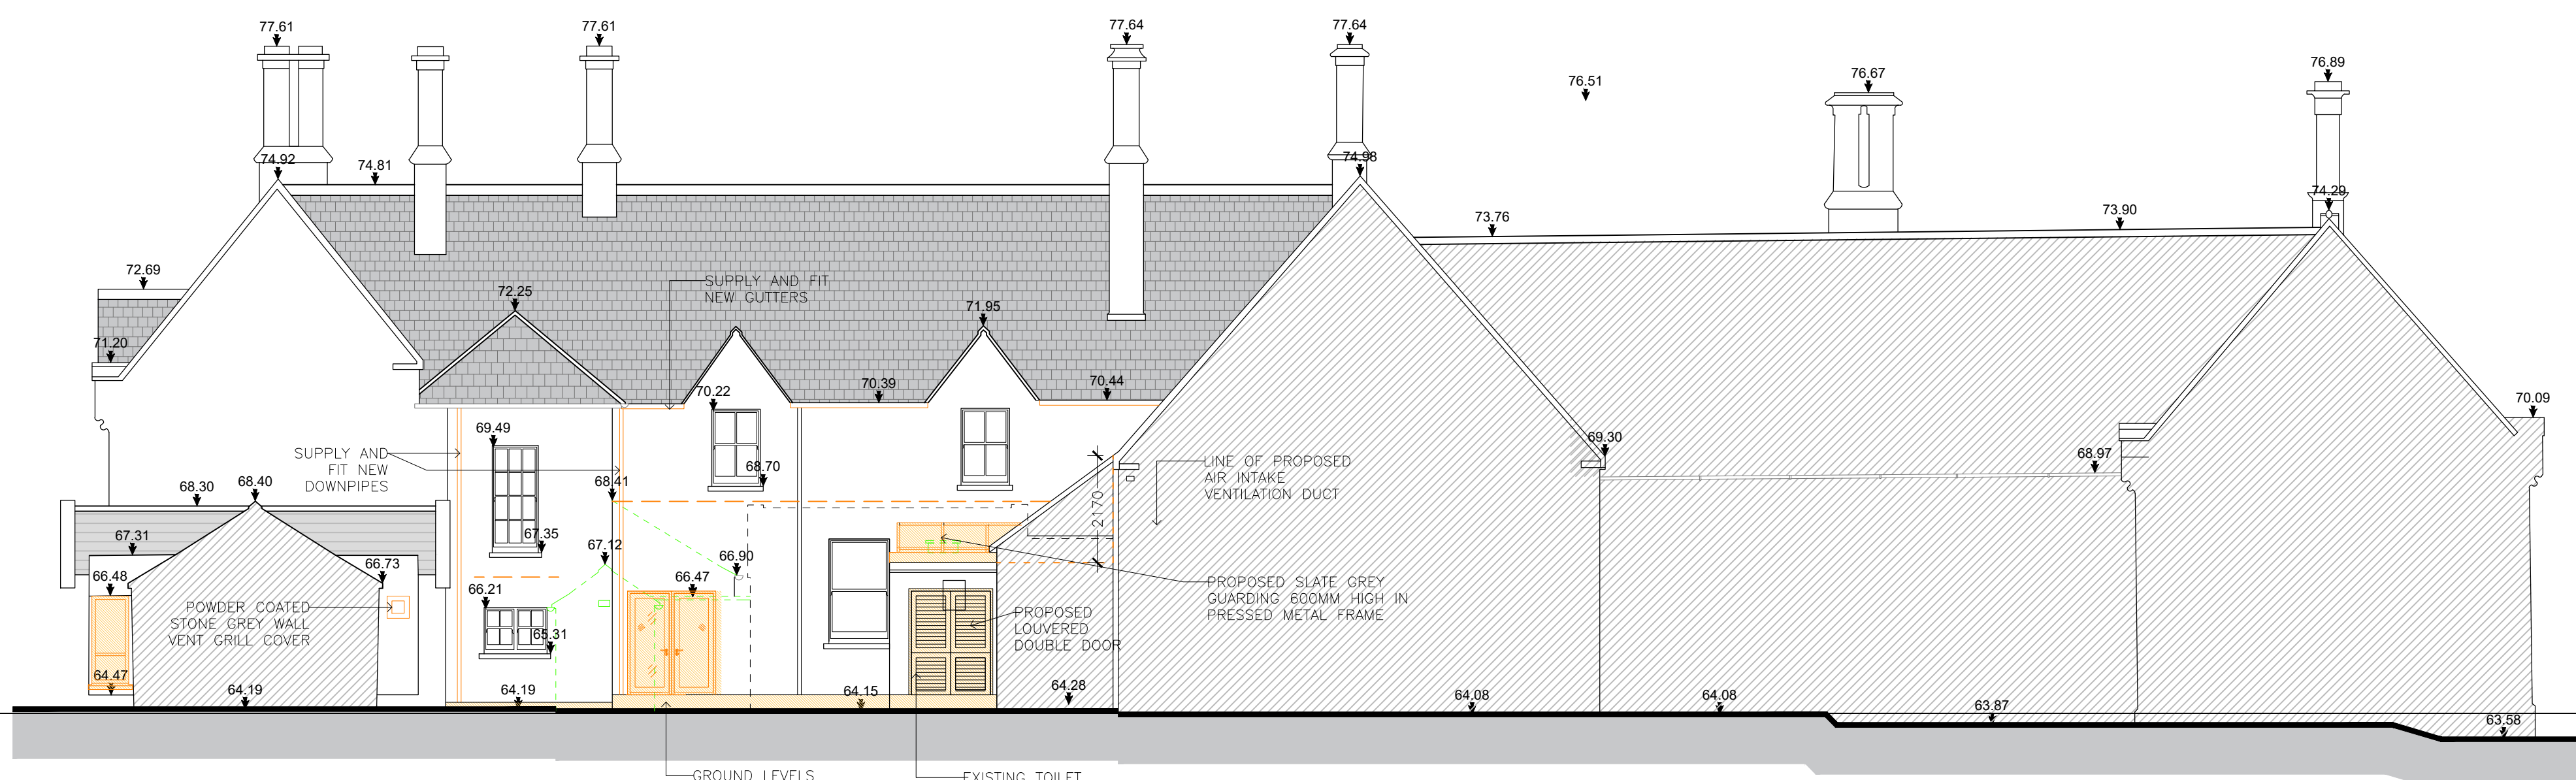 77.61
77.61
77.64
77.64
76.51
76.67
76.89
74.92
74.81
74.98
74.29
73.76
73.90
72.69
72.25
71.95
SUPPLY AND FIT
NEW GUTTERS
71.20
70.22
70.39
70.44
70.09
69.49
69.30
68.97
SUPPLY AND
FIT NEW
DOWNPIPES
68.70
68.41
LINE OF PROPOSED
AIR INTAKE
VENTILATION DUCT
2170
68.30
68.40
67.31
67.35
67.12
66.90
66.48
66.73
66.21
66.47
POWDER COATED
STONE GREY WALL
VENT GRILL COVER
65.31
PROPOSED
LOUVERED
DOUBLE DOOR
PROPOSED SLATE GREY
GUARDING 600MM HIGH IN
PRESSED METAL FRAME
64.47
64.19
64.19
64.15
64.28
64.08
64.08
63.87
63.58
GROUND LEVELS
EXISTING TOILET